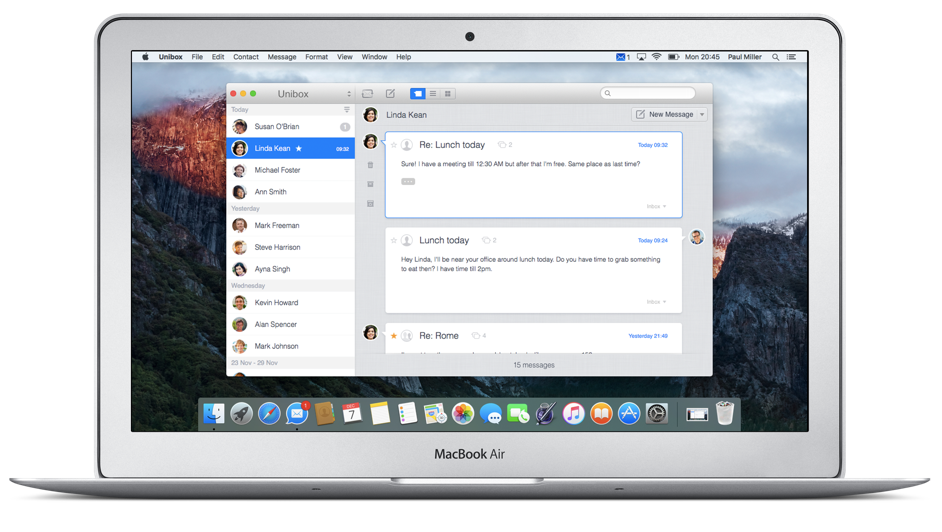 Unibox File Edit Contact Message Format View Window Help 1 Mon 20:45 Paul Miller
Unibox
Today
Susan O'Brian 1
Linda Kean 09:32
Michael Foster
Ann Smith
Yesterday
Mark Freeman
Steve Harrison
Ayna Singh
Wednesday
Kevin Howard
Alan Spencer
Mark Johnson
23 Nov - 29 Nov
Linda Kean
New Message
Re: Lunch today 2 Today 09:32
Sure! I have a meeting till 12:30 AM but after that I'm free. Same place as last time?
Inbox
Lunch today 2 Today 09:24
Hey Linda, I'll be near your office around lunch today. Do you have time to grab something
to eat then? I have time till 2pm.
Inbox
Re: Rome 4 Yesterday 21:49
15 messages
1
7
MacBook Air